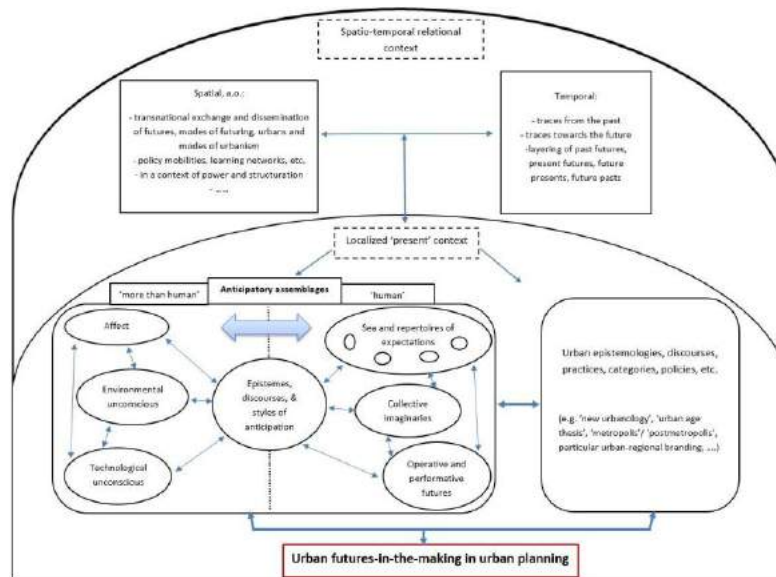 Spatio-temporal relational
context
Spatial, a.o.:
- transnational exchange and dissemination
of futures, modes of futuring, urbans and
modes of urbanism
- policy mobilities, learning networks, etc.
- in a context of power and structuration
- ....
Temporal:
- traces from the past
- traces towards the future
-layering of past futures,
present futures, future
presents, future pasts
Localized 'present' context
"more than human"
Anticipatory assemblages
"human"
Affect
Environmental
unconscious
Technological
unconscious
Epistemes,
discourses, &
styles of
anticipation
Sea and repertoires of
expectations
Collective
imaginaries
Operative and
performative
futures
Urban epistemologies, discourses,
practices, categories, policies, etc.
(e.g. 'new urbanology', 'urban age
thesis', 'metropolis'/ 'postmetropolis',
particular urban-regional branding, ....)
Urban futures-in-the-making in urban planning